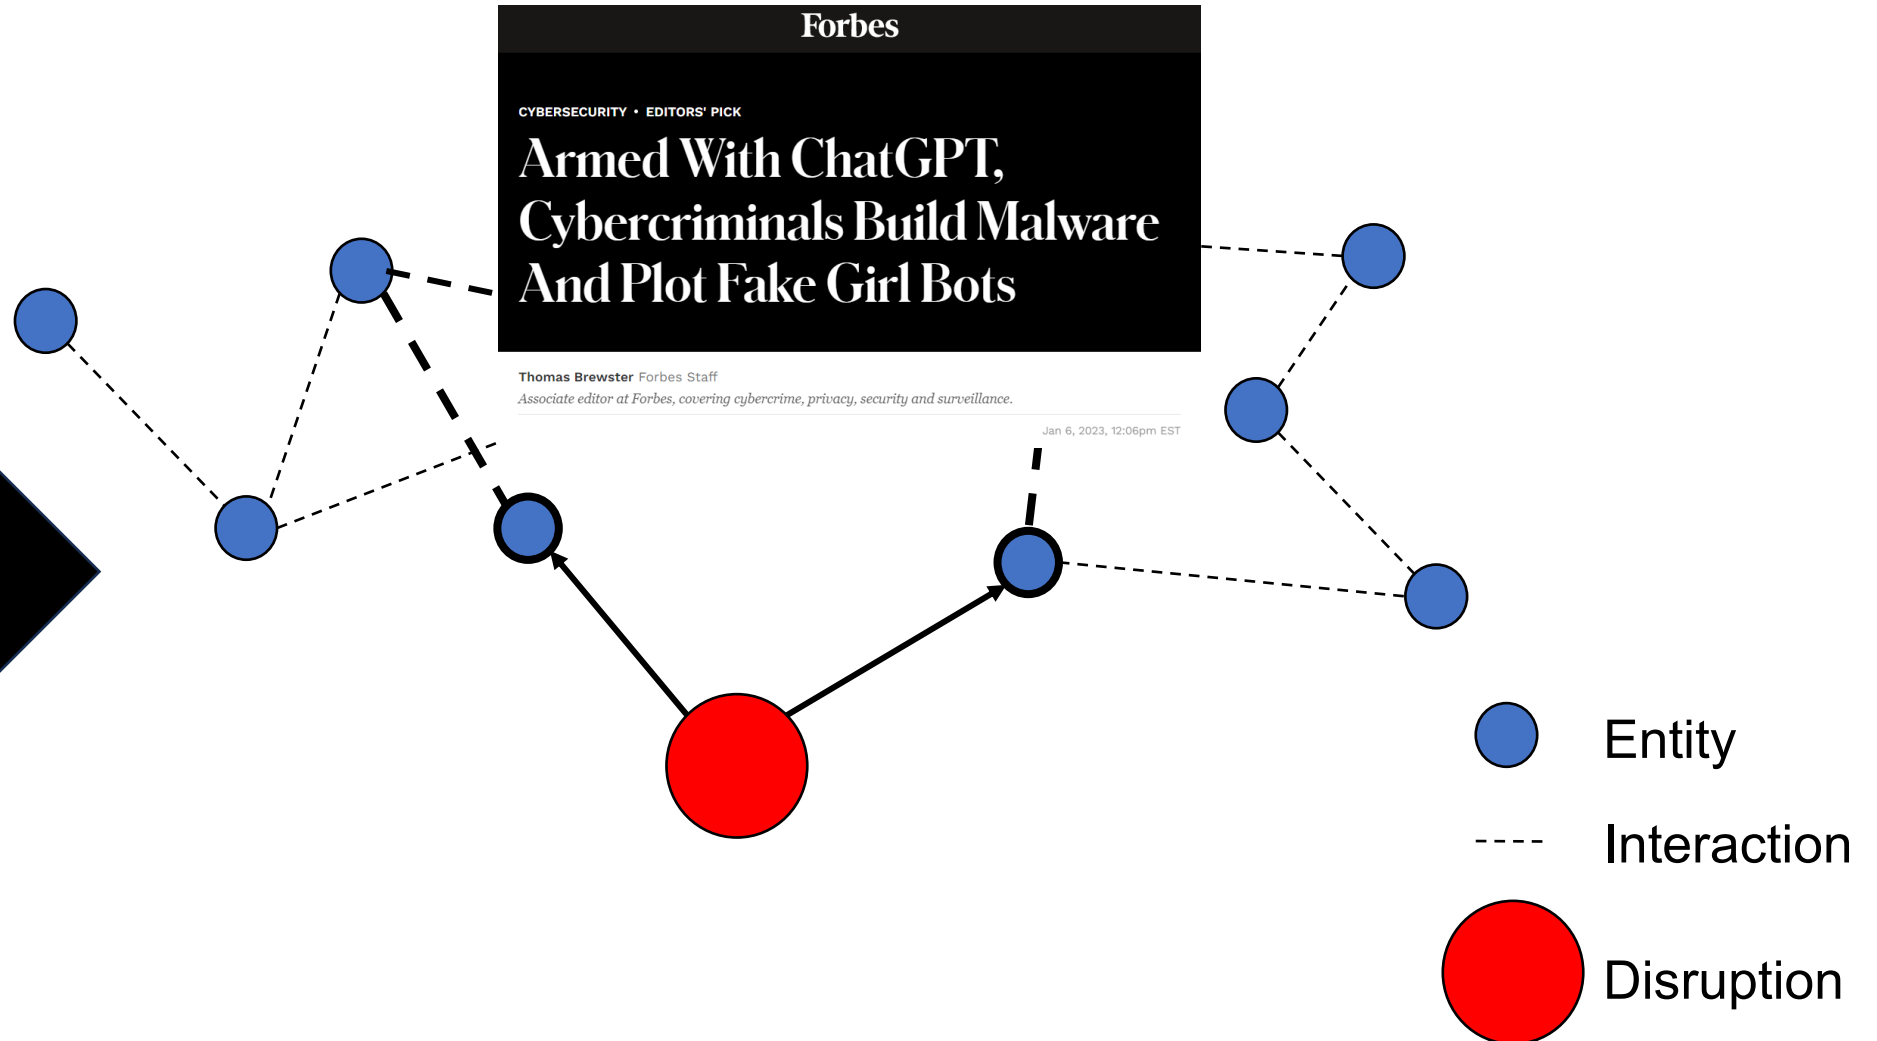 Forbes
CYBERSECURITY • EDITORS' PICK
Armed With ChatGPT,
Cybercriminals Build Malware
And Plot Fake Girl Bots
Thomas Brewster Forbes Staff
Associate editor at Forbes, covering cybercrime, privacy, security and surveillance.
Jan 6, 2023, 12:06pm EST
Entity
Interaction
Disruption